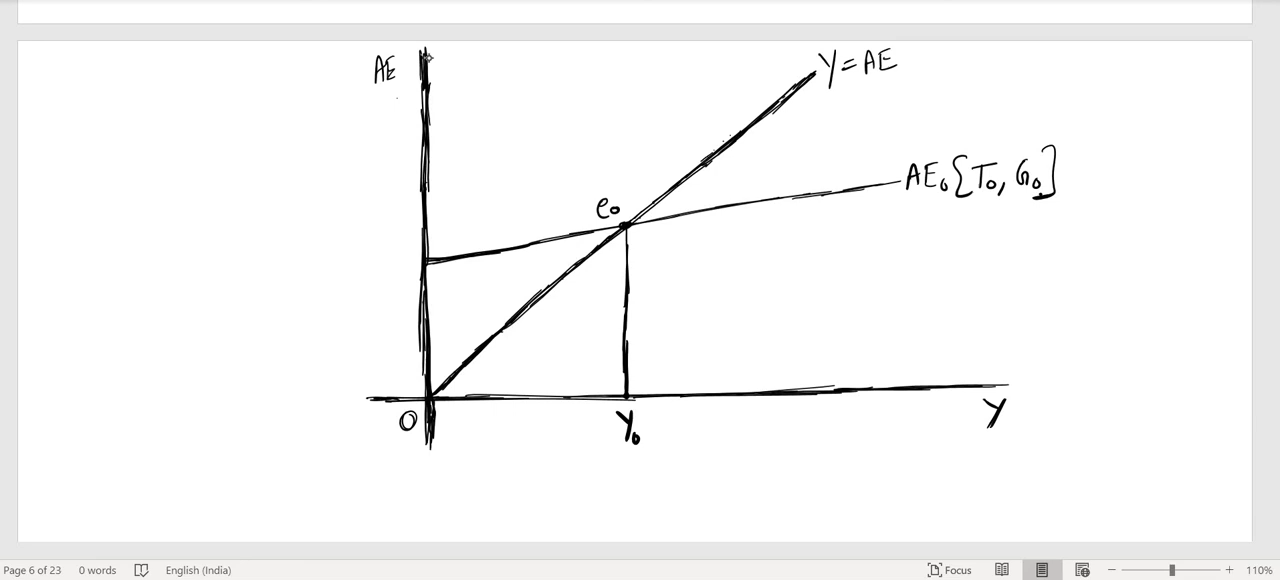 AE
Y = AE
AE₀{T₀, G₀]
e₀
O
Y₀
Y
Page 6 of 23 0 words English (India) Focus 110%